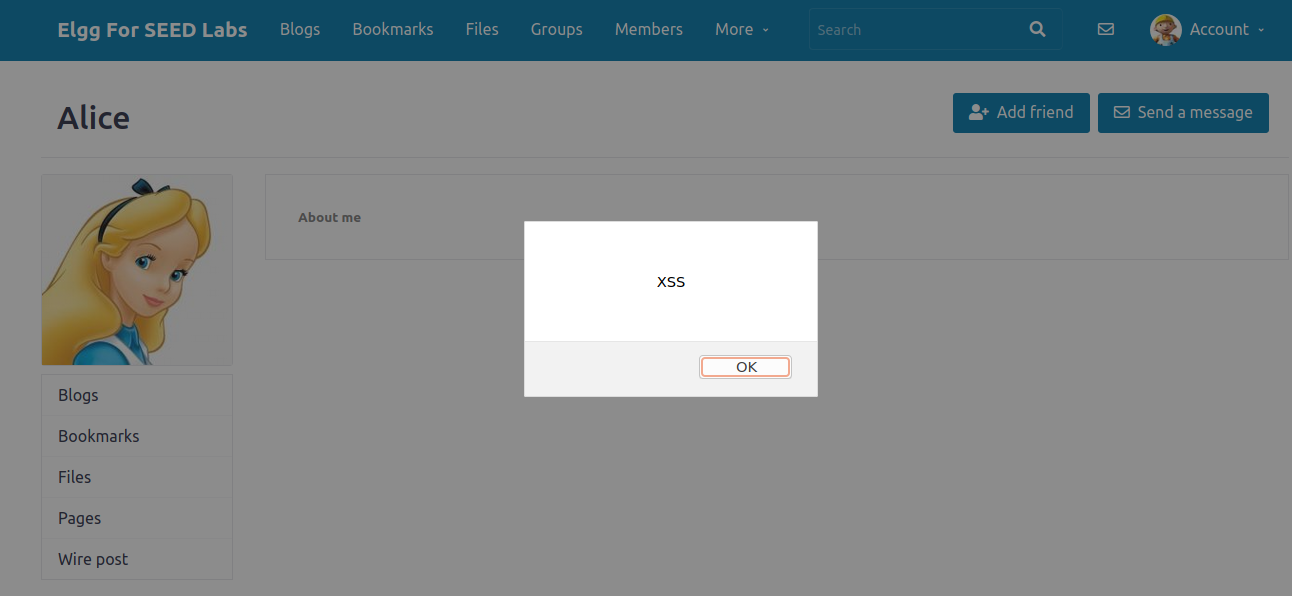 Elgg For SEED Labs Blogs Bookmarks Files Groups Members More Search Account
Alice
Add friend Send a message
About me
XSS
OK
Blogs
Bookmarks
Files
Pages
Wire post